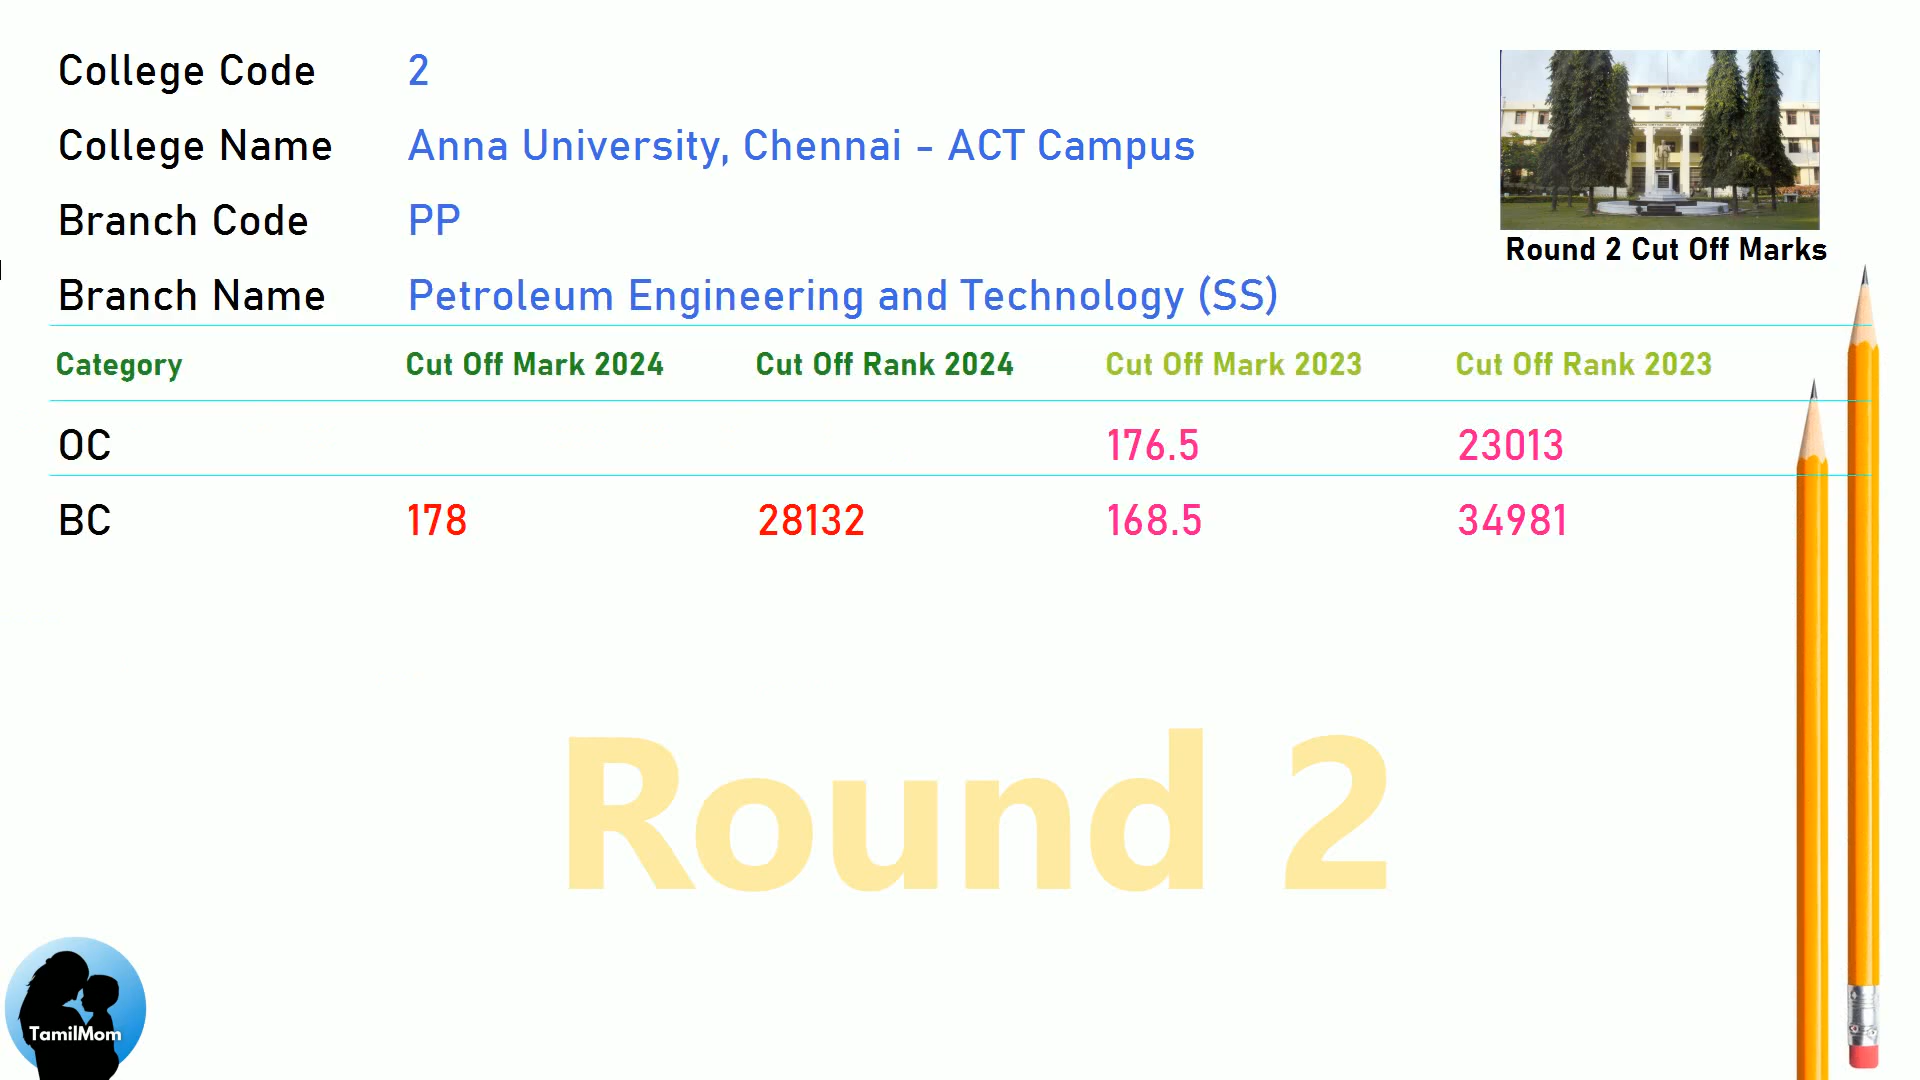 College Code 2
College Name Anna University, Chennai - ACT Campus
Branch Code PP
Branch Name Petroleum Engineering and Technology (SS)
Round 2 Cut Off Marks
Category Cut Off Mark 2024 Cut Off Rank 2024 Cut Off Mark 2023 Cut Off Rank 2023
OC 176.5 23013
BC 178 28132 168.5 34981
Round 2
TamilMom